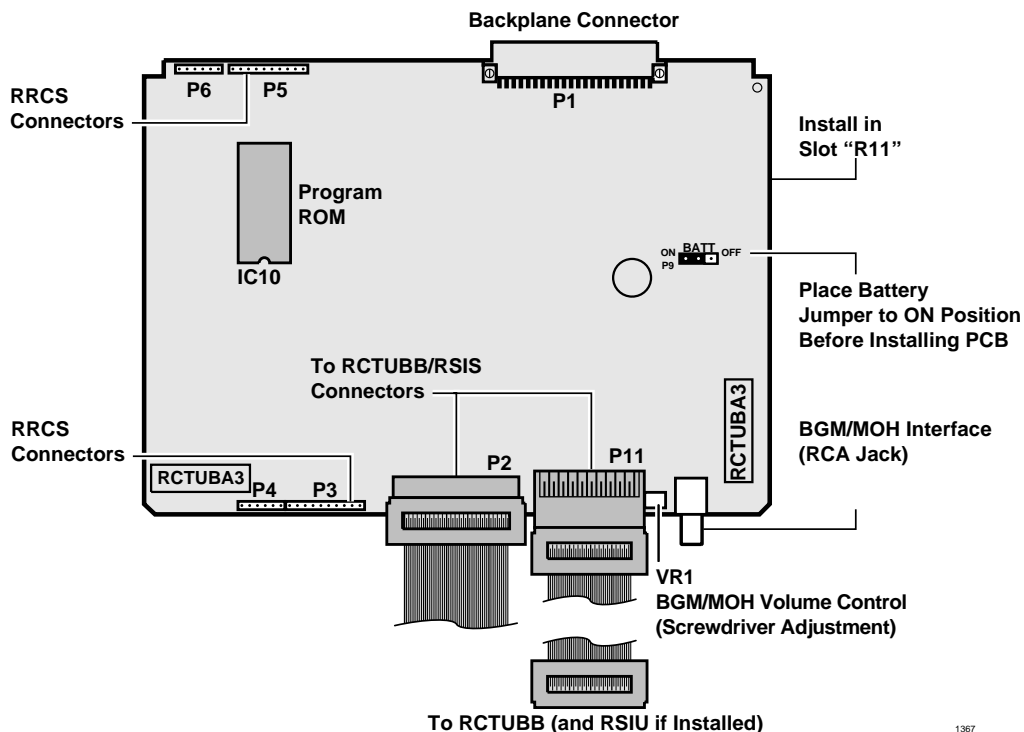 Backplane Connector
P6
P5
P1
RRCS
Connectors
Install in
Slot “R11”
Program
ROM
IC10
ON
BATT
OFF
P9
Place Battery
Jumper to ON Position
Before Installing PCB
To RCTUBB/RSIS
Connectors
RCTUBA3
RRCS
Connectors
BGM/MOH Interface
(RCA Jack)
RCTUBA3
P4
P3
P2
P11
VR1
BGM/MOH Volume Control
(Screwdriver Adjustment)
To RCTUBB (and RSIU if Installed)
1367